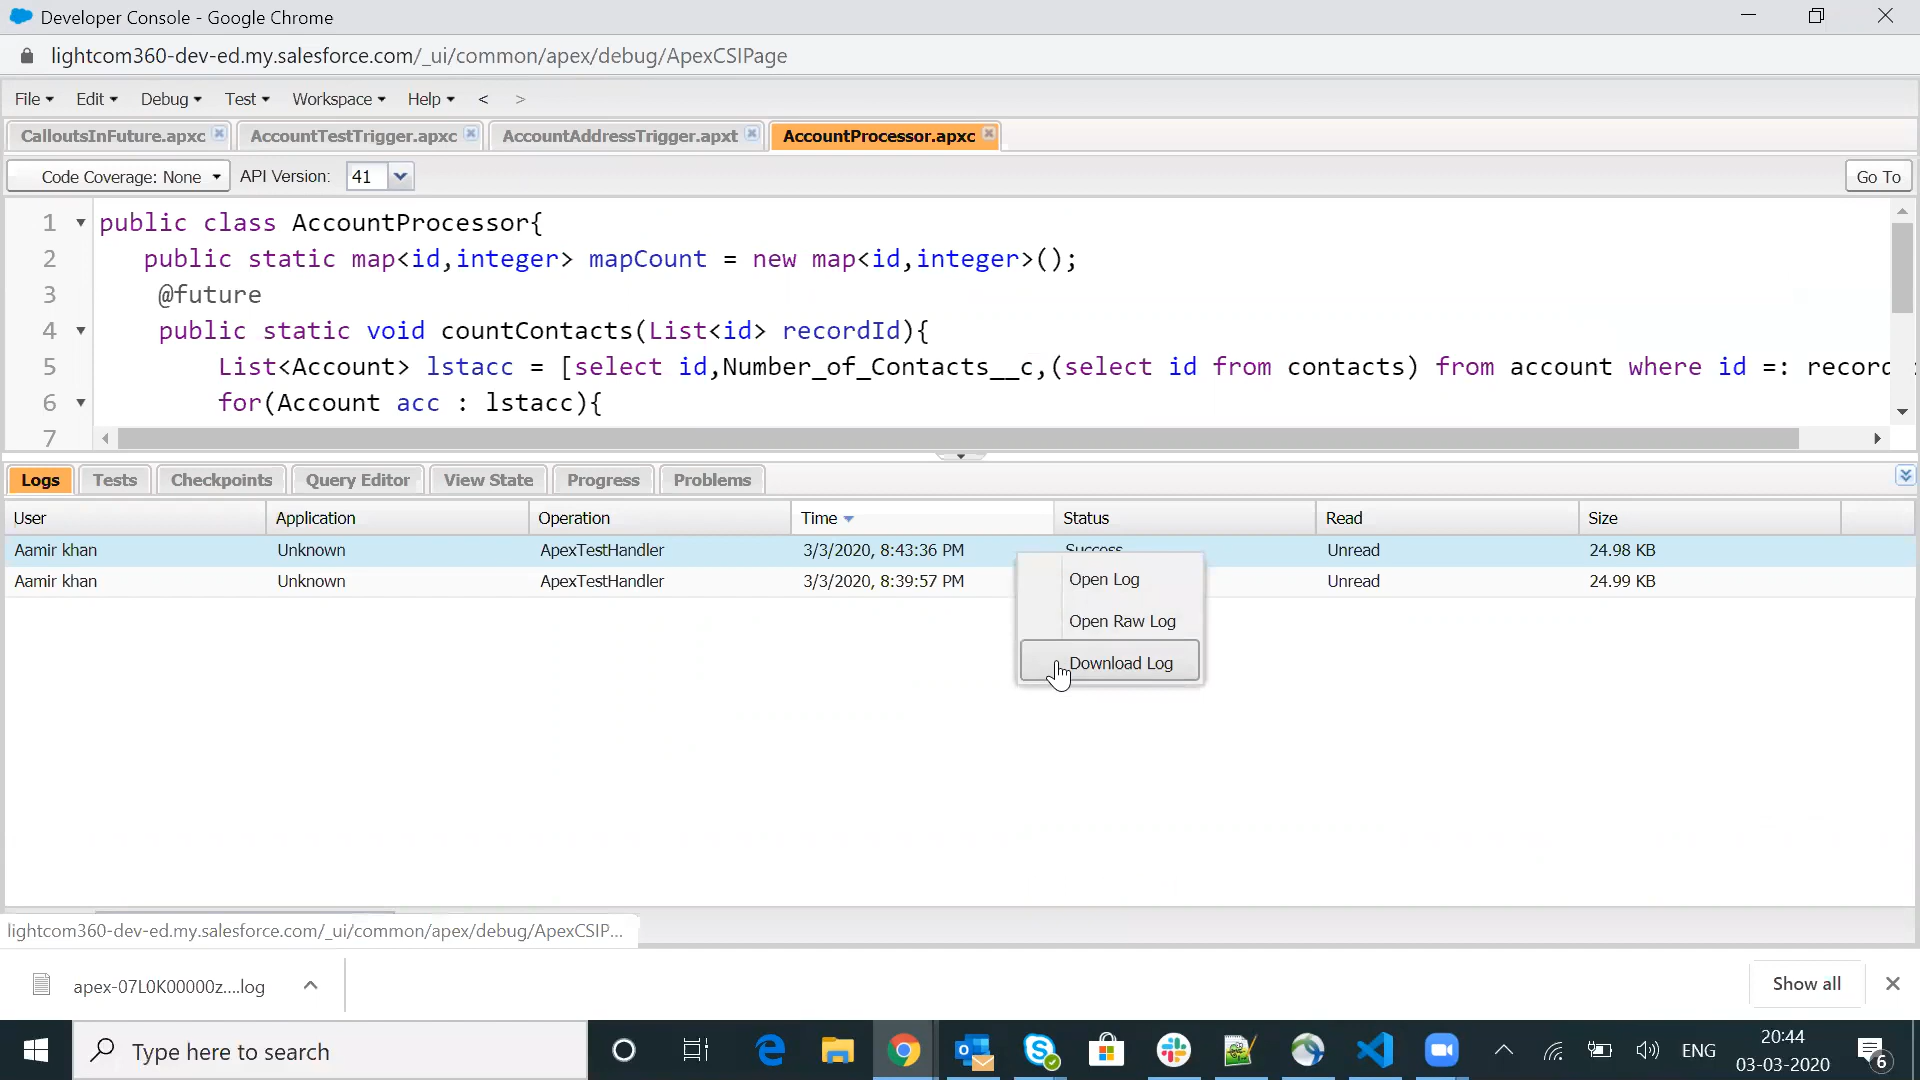 Developer Console - Google Chrome
lightcom360-dev-ed.my.salesforce.com/_ui/common/apex/debug/ApexCSIPage
File Edit Debug Test Workspace Help < >
CalloutsInFuture.apxc AccountTestTrigger.apxc AccountAddressTrigger.apxt AccountProcessor.apxc
Code Coverage: None API Version: 41 Go To
1 public class AccountProcessor{
2 public static map<id,integer> mapCount = new map<id,integer>();
3 @future
4 public static void countContacts(List<id> recordId){
5 List<Account> lstacc = [select id,Number_of_Contacts__c,(select id from contacts) from account where id =: record
6 for(Account acc : lstacc){
7
Logs Tests Checkpoints Query Editor View State Progress Problems
User Application Operation Time Status Read Size
Aamir khan Unknown ApexTestHandler 3/3/2020, 8:43:36 PM Success Unread 24.98 KB
Aamir khan Unknown ApexTestHandler 3/3/2020, 8:39:57 PM Unread 24.99 KB
Open Log
Open Raw Log
Download Log
lightcom360-dev-ed.my.salesforce.com/_ui/common/apex/debug/ApexCSIP...
apex-07L0K00000z....log Show all
Type here to search ENG 20:44
03-03-2020 6